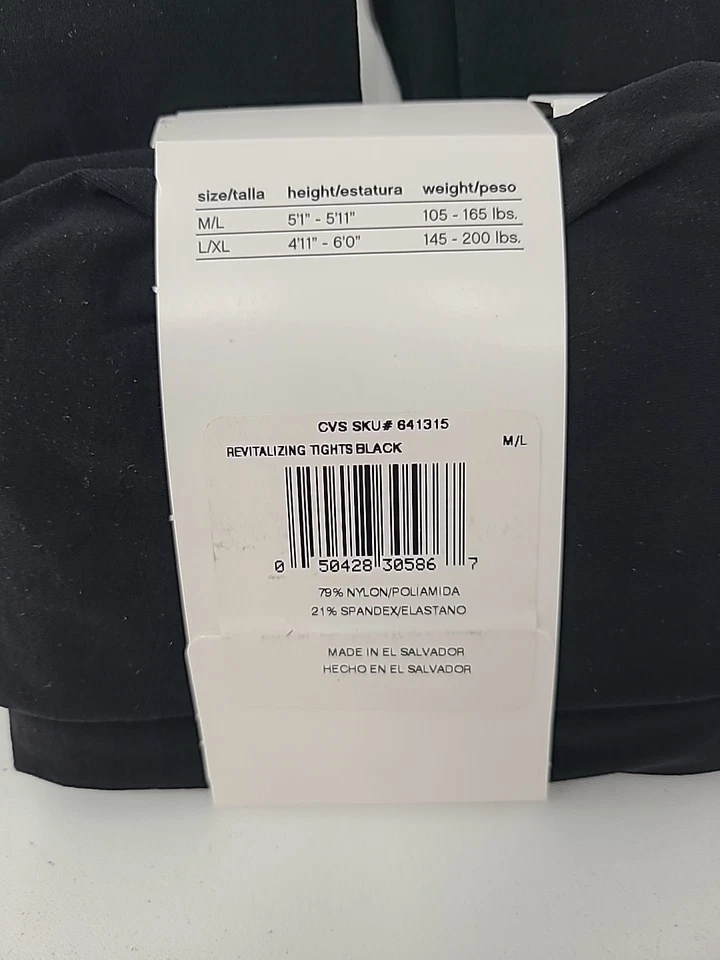 size/talla height/estatura weight/peso
M/L 5'1" - 5'11" 105 - 165 lbs.
L/XL 4'11" - 6'0" 145 - 200 lbs.
CVS SKU# 641315
REVITALIZING TIGHTS BLACK M/L
0 50428 30586 7
79% NYLON/POLIAMIDA
21% SPANDEX/ELASTANO
MADE IN EL SALVADOR
HECHO EN EL SALVADOR